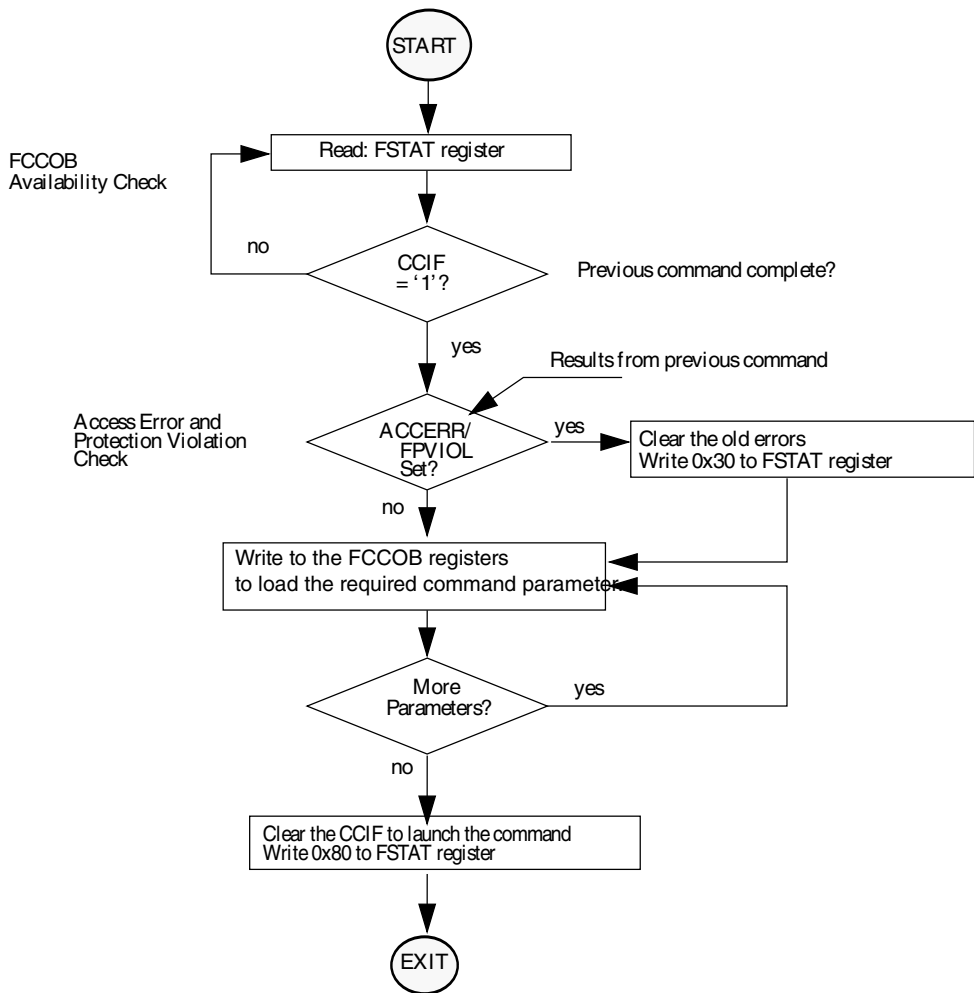 START
Read: FSTAT register
FCCOB
Availability Check
no
CCIF
= ‘1’?
Previous command complete?
yes
Results from previous command
Access Error and
Protection Violation
Check
ACCERR/
FPVIOL
Set?
yes
Clear the old errors
Write 0x30 to FSTAT register
no
Write to the FCCOB registers
to load the required command parameter.
More
Parameters?
yes
no
Clear the CCIF to launch the command
Write 0x80 to FSTAT register
EXIT